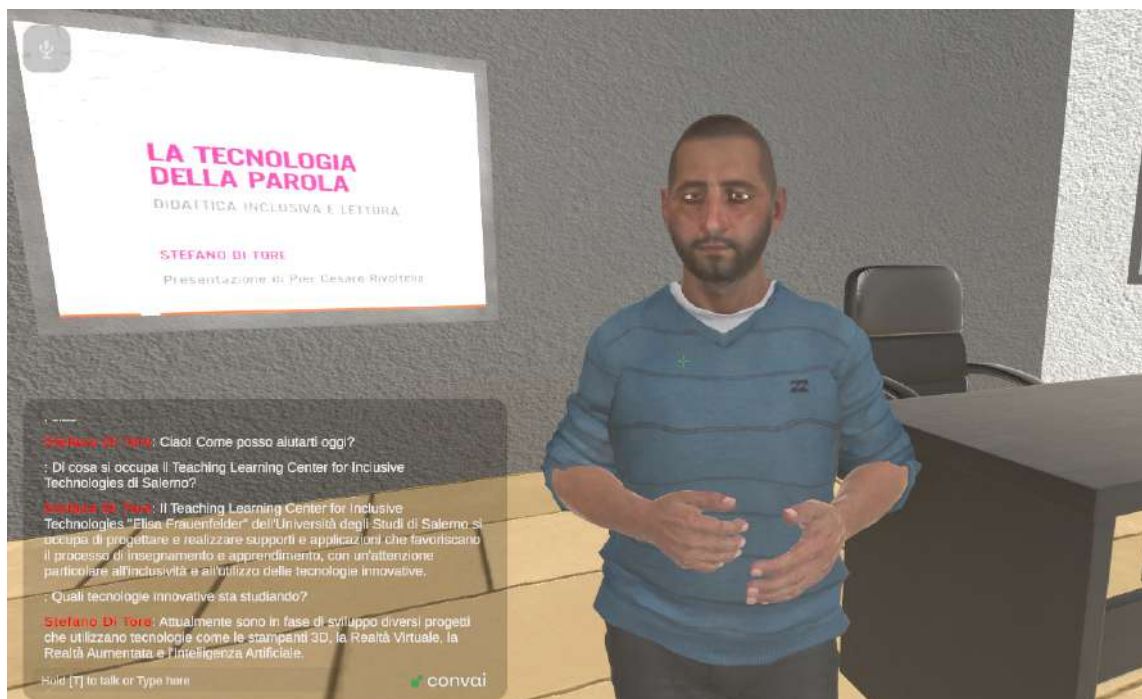 LA TECNOLOGIA
DELLA PAROLA
DIDATTICA INCLUSIVA E LETTURA
STEFANO DI TORE
Presentazione di Pier Cesare Rivoltella
Stefano Di Tore: Ciao! Come posso aiutarti oggi?
: Di cosa si occupa il Teaching Learning Center for Inclusive
Technologies di Salerno?
Stefano Di Tore: Il Teaching Learning Center for Inclusive
Technologies "Elisa Frauenfelder" dell'Università degli Studi di Salerno si
occupa di progettare e realizzare supporti e applicazioni che favoriscano
il processo di insegnamento e apprendimento, con un'attenzione
particolare all'inclusività e all'utilizzo delle tecnologie innovative.
: Quali tecnologie innovative sta studiando?
Stefano Di Tore: Attualmente sono in fase di sviluppo diversi progetti
che utilizzano tecnologie come le stampanti 3D, la Realtà Virtuale, la
Realtà Aumentata e l'Intelligenza Artificiale.
Hold [T] to talk or Type here
convai